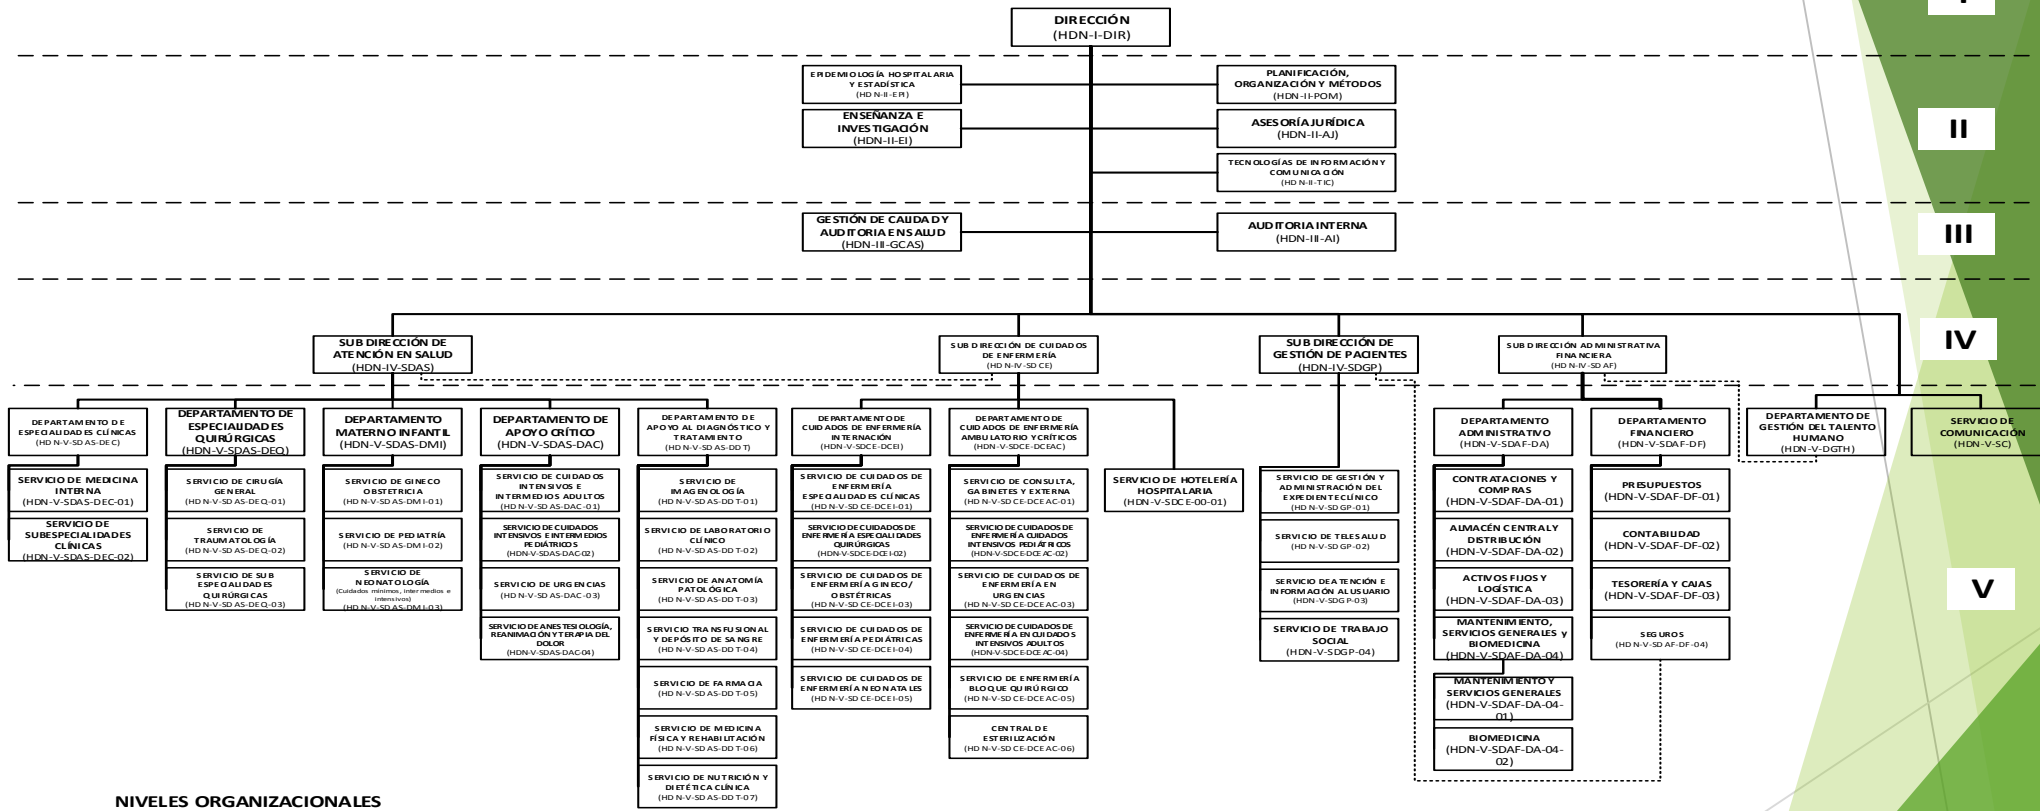 I
DIRECCIÓN
(HDN-I-DIR)
EPIDEMIOLOGÍA HOSPITALARIA
Y ESTADÍSTICA
(HDN-II-EPI)
PLANIFICACIÓN,
ORGANIZACIÓN Y MÉTODOS
(HDN-II-POM)
ENSEÑANZA E
INVESTIGACIÓN
(HDN-II-EI)
ASESORÍA JURÍDICA
(HDN-II-AJ)
II
TECNOLOGÍAS DE INFORMACIÓN Y
COMUNICACIÓN
(HDN-II-TIC)
GESTIÓN DE CALIDAD Y
AUDITORIA EN SALUD
(HDN-III-GCAS)
AUDITORIA INTERNA
(HDN-III-AI)
III
SUB DIRECCIÓN DE
ATENCIÓN EN SALUD
(HDN-IV-SDAS)
SUB DIRECCIÓN DE CUIDADOS
DE ENFERMERÍA
(HDN-IV-SDCE)
SUB DIRECCIÓN DE
GESTIÓN DE PACIENTES
(HDN-IV-SDGP)
SUB DIRECCIÓN ADMINISTRATIVA
FINANCIERA
(HDN-IV-SDAF)
IV
DEPARTAMENTO DE
ESPECIALIDADES CLÍNICAS
(HDN-V-SDAS-DEC)
SERVICIO DE MEDICINA
INTERNA
(HDN-V-SDAS-DEC-01)
SERVICIO DE
SUBESPECIALIDADES
CLÍNICAS
(HDN-V-SDAS-DEC-02)
DEPARTAMENTO DE
ESPECIALIDADES
QUIRÚRGICAS
(HDN-V-SDAS-DEQ)
SERVICIO DE CIRUGÍA
GENERAL
(HDN-V-SDAS-DEQ-01)
SERVICIO DE
TRAUMATOLOGÍA
(HDN-V-SDAS-DEQ-02)
SERVICIO DE SUB
ESPECIALIDADES
QUIRÚRGICAS
(HDN-V-SDAS-DEQ-03)
DEPARTAMENTO
MATERNO INFANTIL
(HDN-V-SDAS-DMI)
SERVICIO DE GINECO
OBSTETRICIA
(HDN-V-SDAS-DMI-01)
SERVICIO DE PEDIATRÍA
(HDN-V-SDAS-DMI-02)
SERVICIO DE
NEONATOLOGÍA
(Cuidados mínimos, intermedios e
intensivos)
(HDN-V-SDAS-DMI-03)
DEPARTAMENTO DE
APOYO CRÍTICO
(HDN-V-SDAS-DAC)
SERVICIO DE CUIDADOS
INTENSIVOS E
INTERMEDIOS ADULTOS
(HDN-V-SDAS-DAC-01)
SERVICIO DE CUIDADOS
INTENSIVOS E INTERMEDIOS
PEDIÁTRICOS
(HDN-V-SDAS-DAC-02)
SERVICIO DE URGENCIAS
(HDN-V-SDAS-DAC-03)
SERVICIO DE ANESTESIOLOGÍA,
REANIMACIÓN Y TERAPIA DEL
DOLOR
(HDN-V-SDAS-DAC-04)
DEPARTAMENTO DE
APOYO AL DIAGNÓSTICO Y
TRATAMIENTO
(HDN-V-SDAS-DDT)
SERVICIO DE
IMAGENOLOGÍA
(HDN-V-SDAS-DDT-01)
SERVICIO DE LABORATORIO
CLÍNICO
(HDN-V-SDAS-DDT-02)
SERVICIO DE ANATOMÍA
PATOLÓGICA
(HDN-V-SDAS-DDT-03)
SERVICIO TRANSFUSIONAL
Y DEPÓSITO DE SANGRE
(HDN-V-SDAS-DDT-04)
SERVICIO DE FARMACIA
(HDN-V-SDAS-DDT-05)
SERVICIO DE MEDICINA
FÍSICA Y REHABILITACIÓN
(HDN-V-SDAS-DDT-06)
SERVICIO DE NUTRICIÓN Y
DIETÉTICA CLÍNICA
(HDN-V-SDAS-DDT-07)
DEPARTAMENTO DE
CUIDADOS DE ENFERMERÍA
INTERNACIÓN
(HDN-V-SDCE-DCEI)
SERVICIO DE CUIDADOS DE
ENFERMERÍA
ESPECIALIDADES CLÍNICAS
(HDN-V-SDCE-DCEI-01)
SERVICIO DE CUIDADOS DE
ENFERMERÍA ESPECIALIDADES
QUIRÚRGICAS
(HDN-V-SDCE-DCEI-02)
SERVICIO DE CUIDADOS DE
ENFERMERÍA GINECO/
OBSTÉTRICAS
(HDN-V-SDCE-DCEI-03)
SERVICIO DE CUIDADOS DE
ENFERMERÍA PEDIÁTRICAS
(HDN-V-SDCE-DCEI-04)
SERVICIO DE CUIDADOS DE
ENFERMERÍA NEONATALES
(HDN-V-SDCE-DCEI-05)
DEPARTAMENTO DE
CUIDADOS DE ENFERMERÍA
AMBULATORIO Y CRÍTICOS
(HDN-V-SDCE-DCEAC)
SERVICIO DE CONSULTA,
GABINETES Y EXTERNA
(HDN-V-SDCE-DCEAC-01)
SERVICIO DE CUIDADOS DE
ENFERMERÍA CUIDADOS
INTENSIVOS PEDIÁTRICOS
(HDN-V-SDCE-DCEAC-02)
SERVICIO DE CUIDADOS DE
ENFERMERÍA EN
URGENCIAS
(HDN-V-SDCE-DCEAC-03)
SERVICIO DE CUIDADOS DE
ENFERMERÍA EN CUIDADOS
INTENSIVOS ADULTOS
(HDN-V-SDCE-DCEAC-04)
SERVICIO DE ENFERMERÍA
BLOQUE QUIRÚRGICO
(HDN-V-SDCE-DCEAC-05)
CENTRAL DE
ESTERILIZACIÓN
(HDN-V-SDCE-DCEAC-06)
SERVICIO DE HOTELERÍA
HOSPITALARIA
(HDN-V-SDCE-00-01)
SERVICIO DE GESTIÓN Y
ADMINISTRACIÓN DEL
EXPEDIENTE CLÍNICO
(HDN-V-SDGP-01)
SERVICIO DE TELESALUD
(HDN-V-SDGP-02)
SERVICIO DE ATENCIÓN E
INFORMACIÓN AL USUARIO
(HDN-V-SDGP-03)
SERVICIO DE TRABAJO
SOCIAL
(HDN-V-SDGP-04)
DEPARTAMENTO
ADMINISTRATIVO
(HDN-V-SDAF-DA)
CONTRATACIONES Y
COMPRAS
(HDN-V-SDAF-DA-01)
ALMACÉN CENTRAL Y
DISTRIBUCIÓN
(HDN-V-SDAF-DA-02)
ACTIVOS FIJOS Y
LOGÍSTICA
(HDN-V-SDAF-DA-03)
MANTENIMIENTO,
SERVICIOS GENERALES y
BIOMEDICINA
(HDN-V-SDAF-DA-04)
MANTENIMIENTO Y
SERVICIOS GENERALES
(HDN-V-SDAF-DA-04-
01)
BIOMEDICINA
(HDN-V-SDAF-DA-04-
02)
DEPARTAMENTO
FINANCIERO
(HDN-V-SDAF-DF)
PRESUPUESTOS
(HDN-V-SDAF-DF-01)
CONTABILIDAD
(HDN-V-SDAF-DF-02)
TESORERÍA Y CAJAS
(HDN-V-SDAF-DF-03)
SEGUROS
(HDN-V-SDAF-DF-04)
DEPARTAMENTO DE
GESTIÓN DEL TALENTO
HUMANO
(HDN-V-DGTH)
SERVICIO DE
COMUNICACIÓN
(HDN-V-SC)
V
NIVELES ORGANIZACIONALES